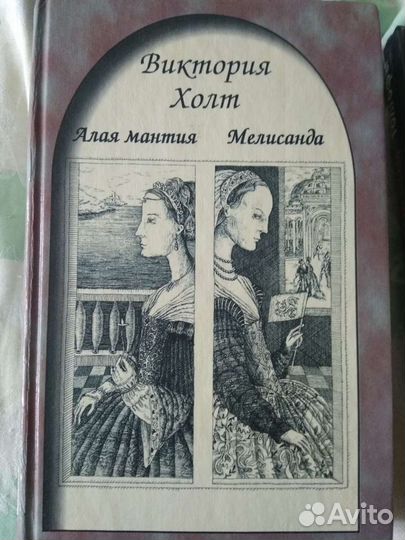 Виктория
Холт
Алая мантия Мелисанда
Avito